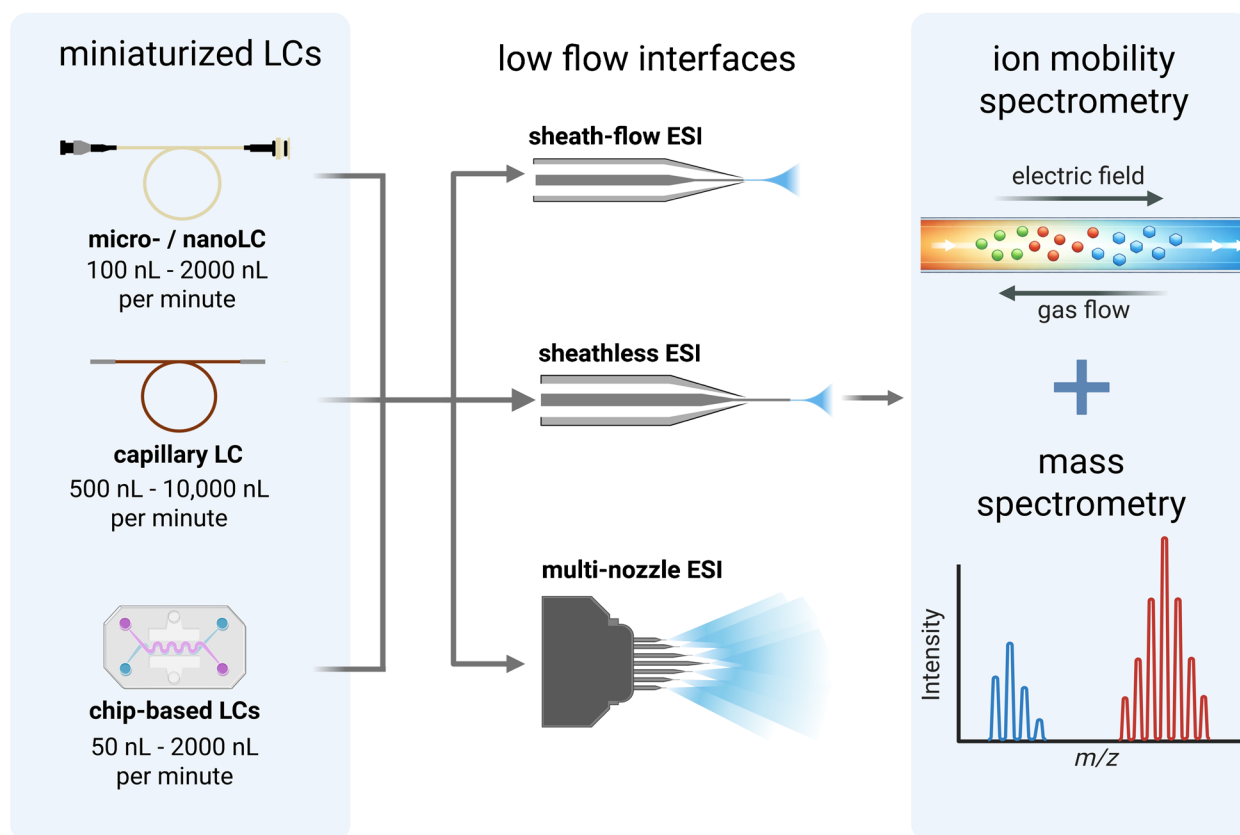 miniaturized LCs
micro- / nanoLC
100 nL - 2000 nL
per minute
capillary LC
500 nL - 10,000 nL
per minute
chip-based LCs
50 nL - 2000 nL
per minute
low flow interfaces
sheath-flow ESI
sheathless ESI
multi-nozzle ESI
ion mobility
spectrometry
electric field
gas flow
mass
spectrometry
Intensity
m/z